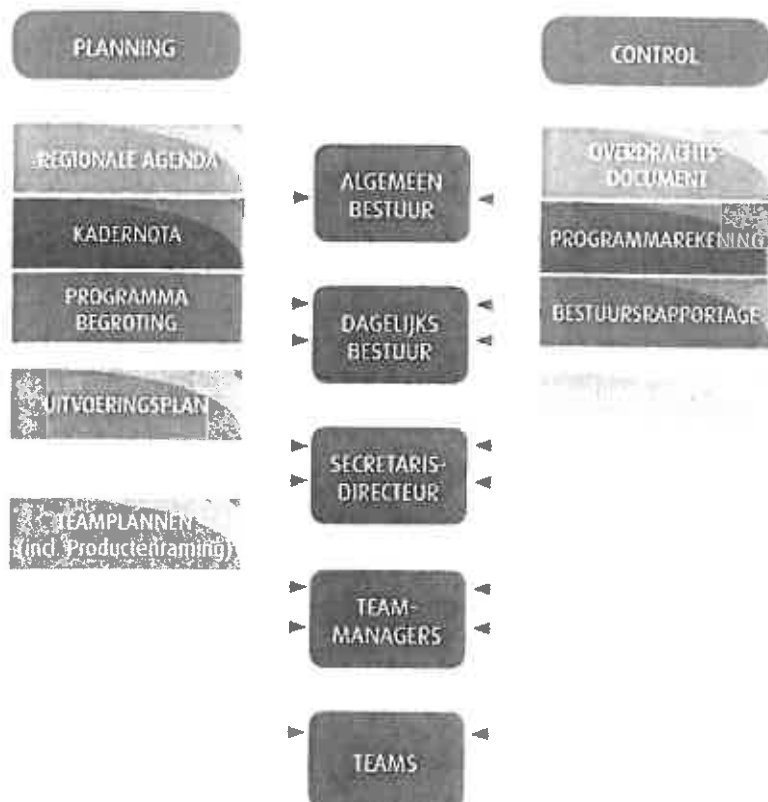 PLANNING
CONTROL
REGIONALE AGENDA
KADERNOTA
PROGRAMMA
BEGROTING
UITVOERINGSPLAN
TEAMPLANNEN
(incl. Productenraming)
ALGEMEEN
BESTUUR
DAGELIJKS
BESTUUR
SECRETARIS-
DIRECTEUR
TEAM-
MANAGERS
TEAMS
OVERDRACHTS-
DOCUMENT
PROGRAMMAREKENING
BESTUURSRAPPORTAGE